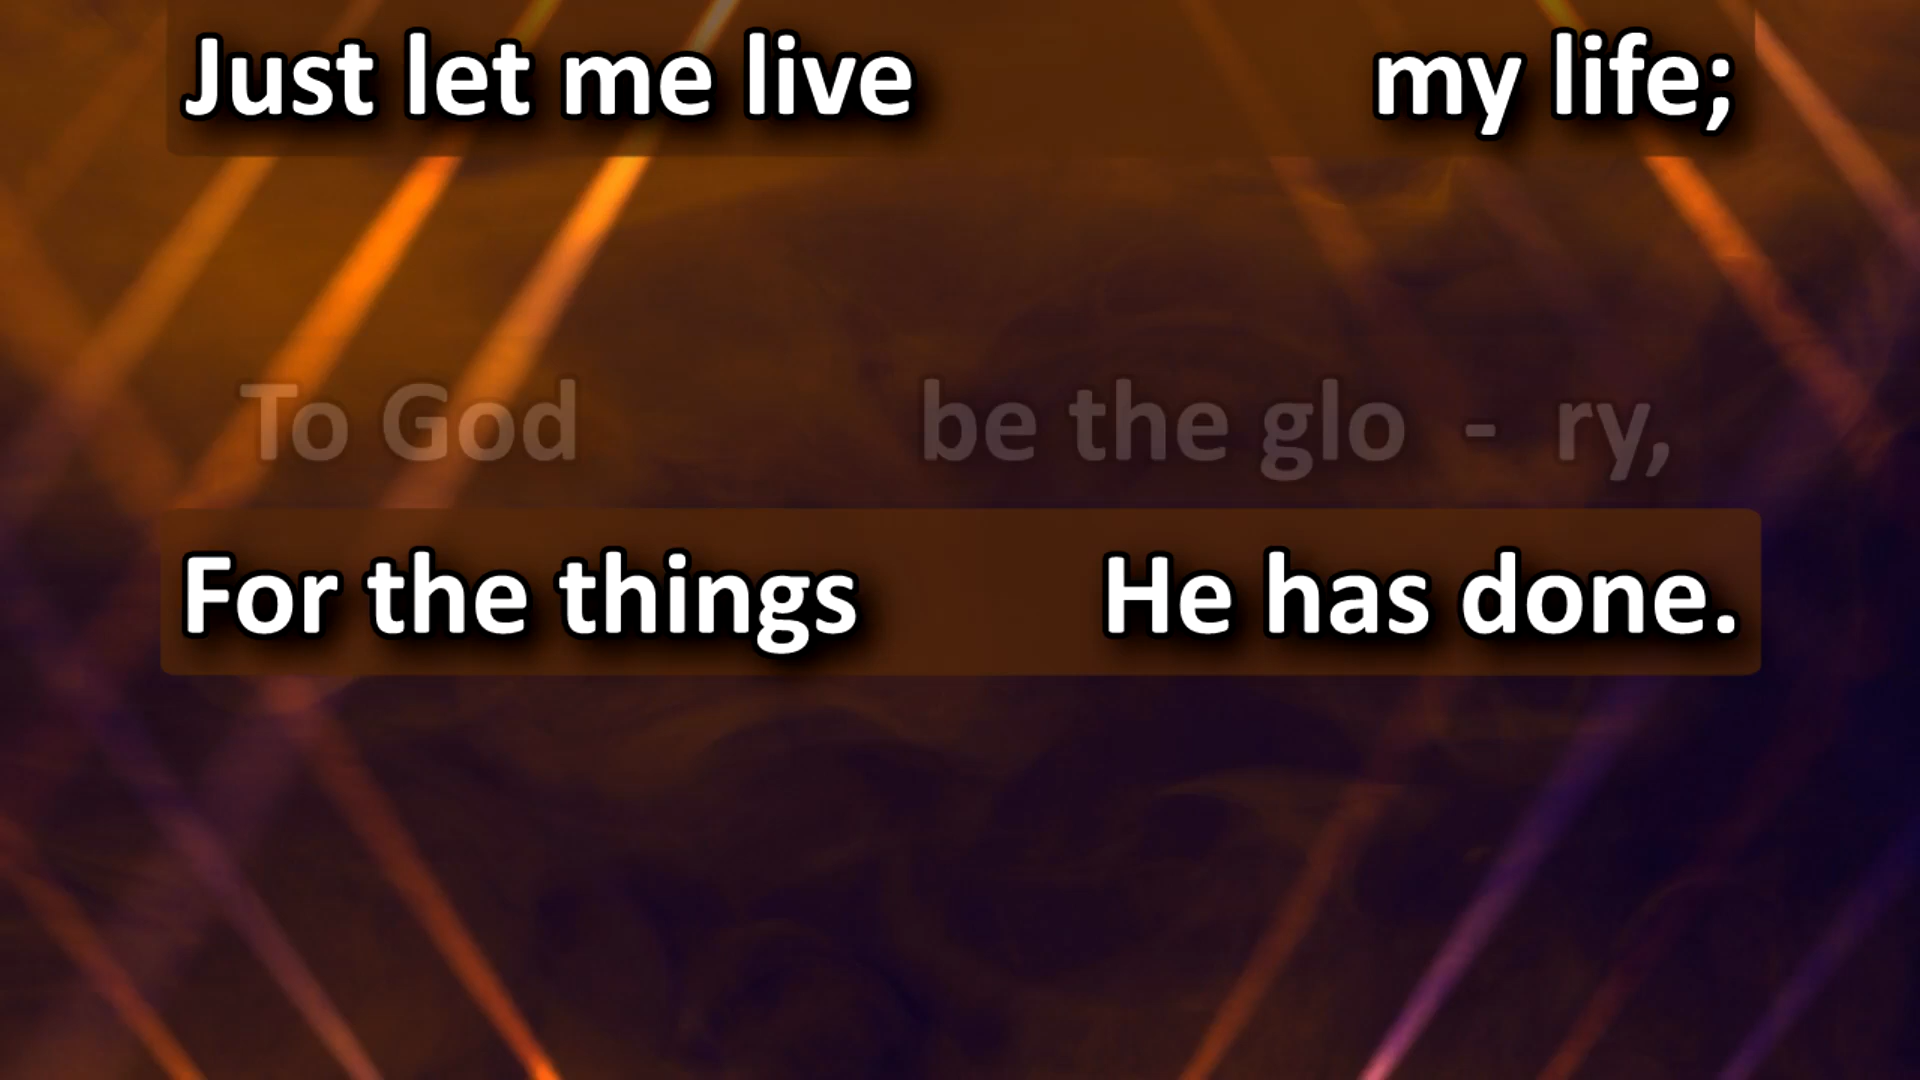 Just let me live my life;
To God be the glo - ry,
For the things He has done.